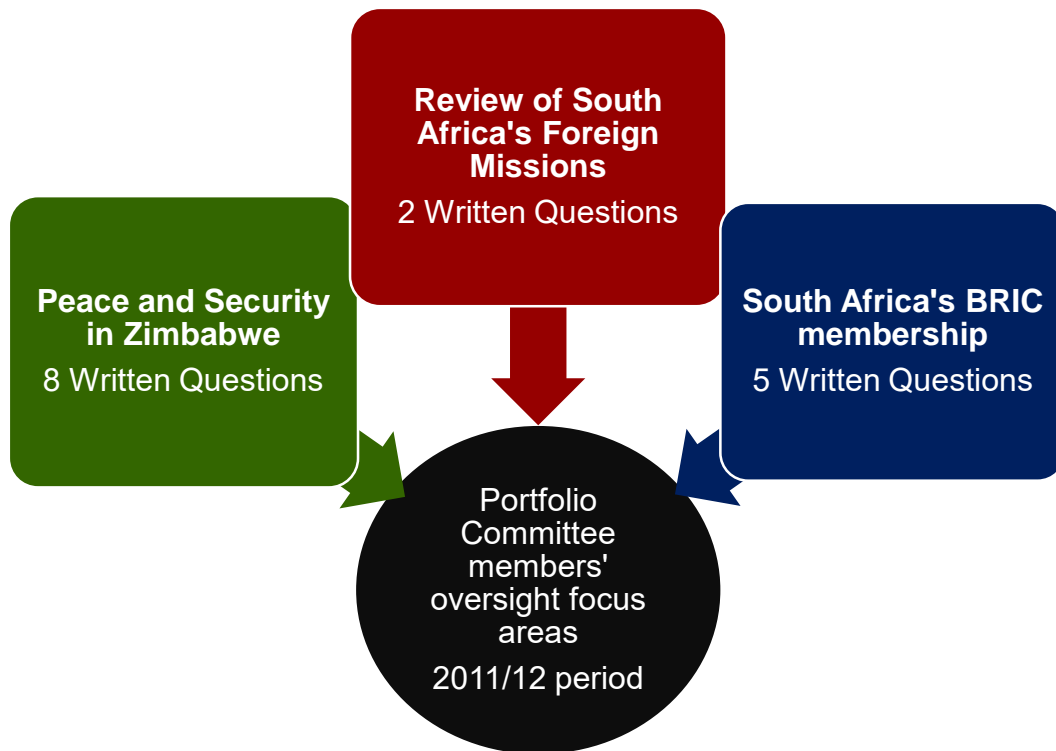 Review of South
Africa's Foreign
Missions
2 Written Questions
Peace and Security
in Zimbabwe
8 Written Questions
South Africa's BRIC
membership
5 Written Questions
Portfolio
Committee
members'
oversight focus
areas
2011/12 period